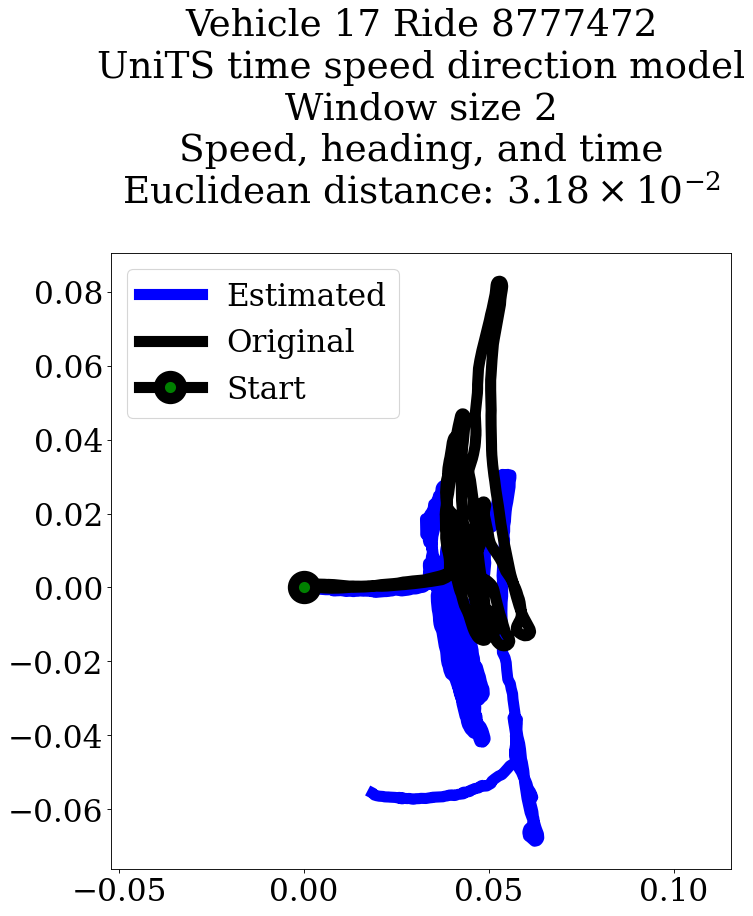 Vehicle 17 Ride 8777472
UniTS time speed direction model
Window size 2
Speed, heading, and time
Euclidean distance: 3.18 × 10⁻²
Estimated
Original
Start
0.08
0.06
0.04
0.02
0.00
−0.02
−0.04
−0.06
−0.05 0.00 0.05 0.10